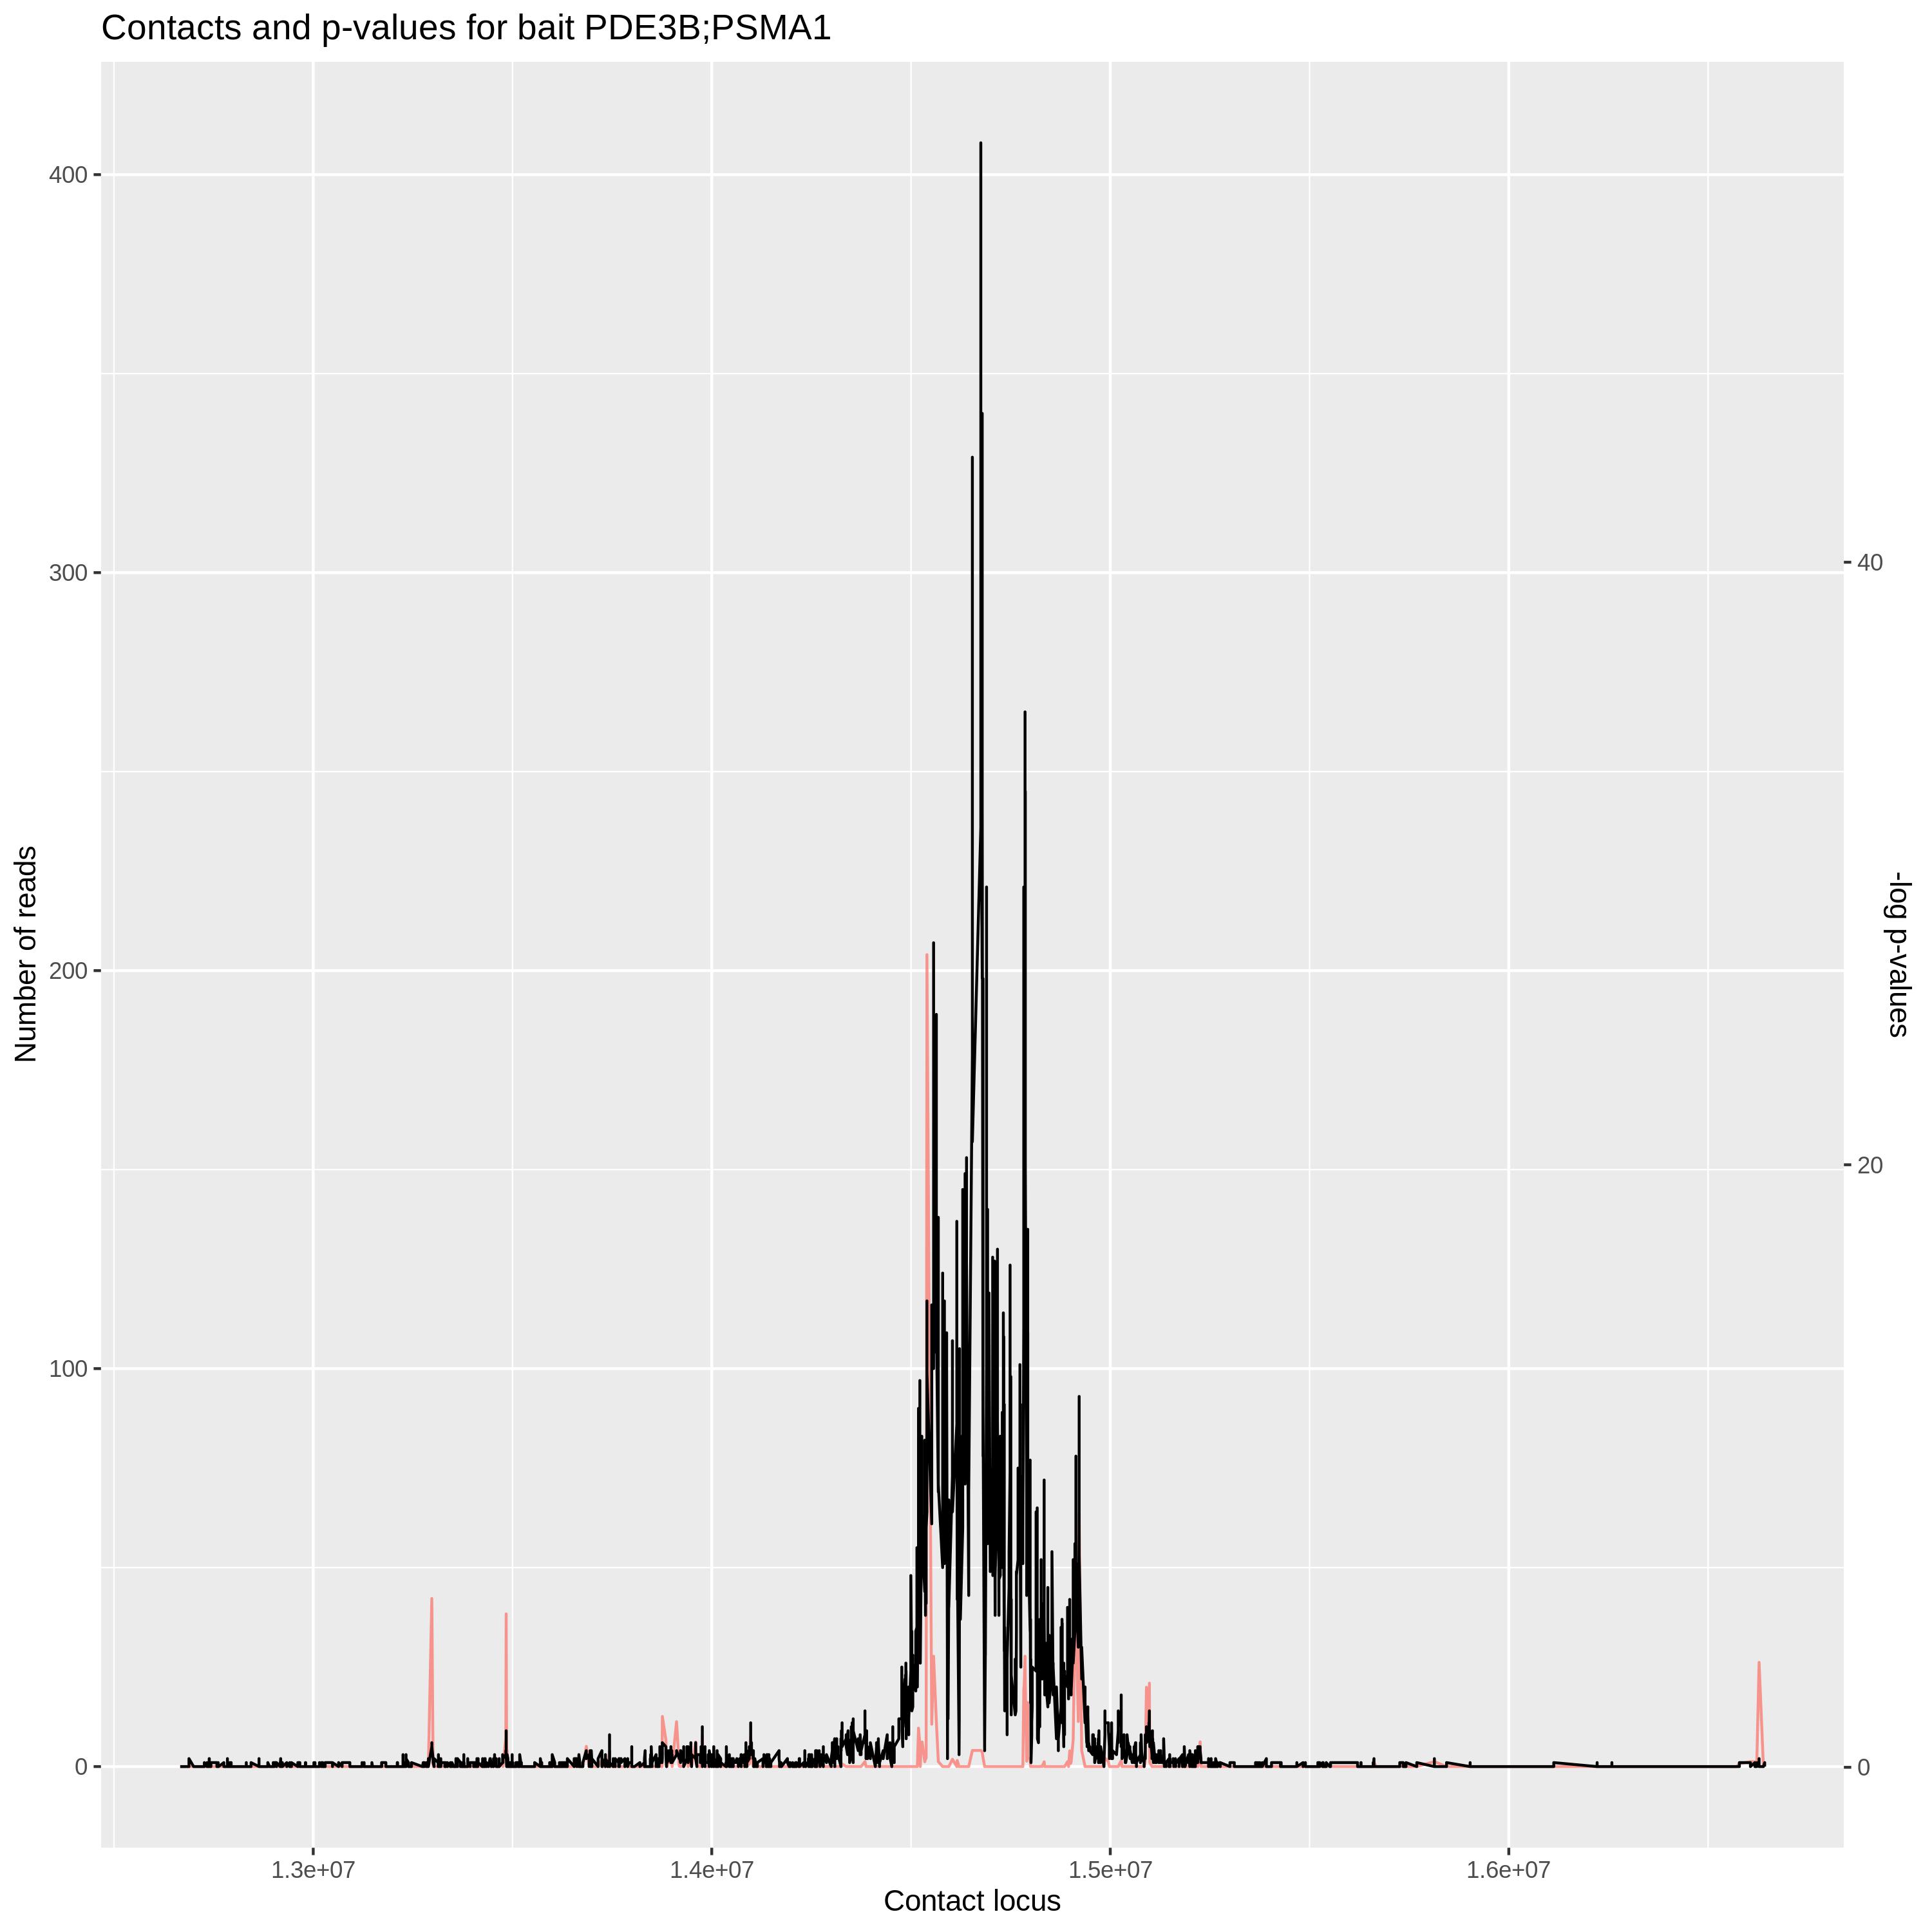 Contacts and p-values for bait PDE3B;PSMA1
400
300
200
100
0
Number of reads
40
20
0
-log p-values
1.3e+07
1.4e+07
1.5e+07
1.6e+07
Contact locus